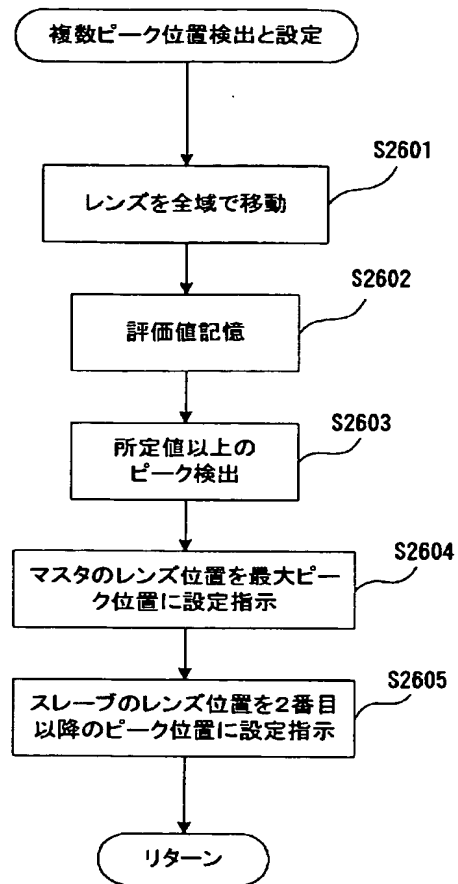 複数ピーク位置検出と設定
S2601
レンズを全域で移動
S2602
評価値記憶
S2603
所定値以上の
ピーク検出
S2604
マスタのレンズ位置を最大ピー
ク位置に設定指示
S2605
スレーブのレンズ位置を2番目
以降のピーク位置に設定指示
リターン